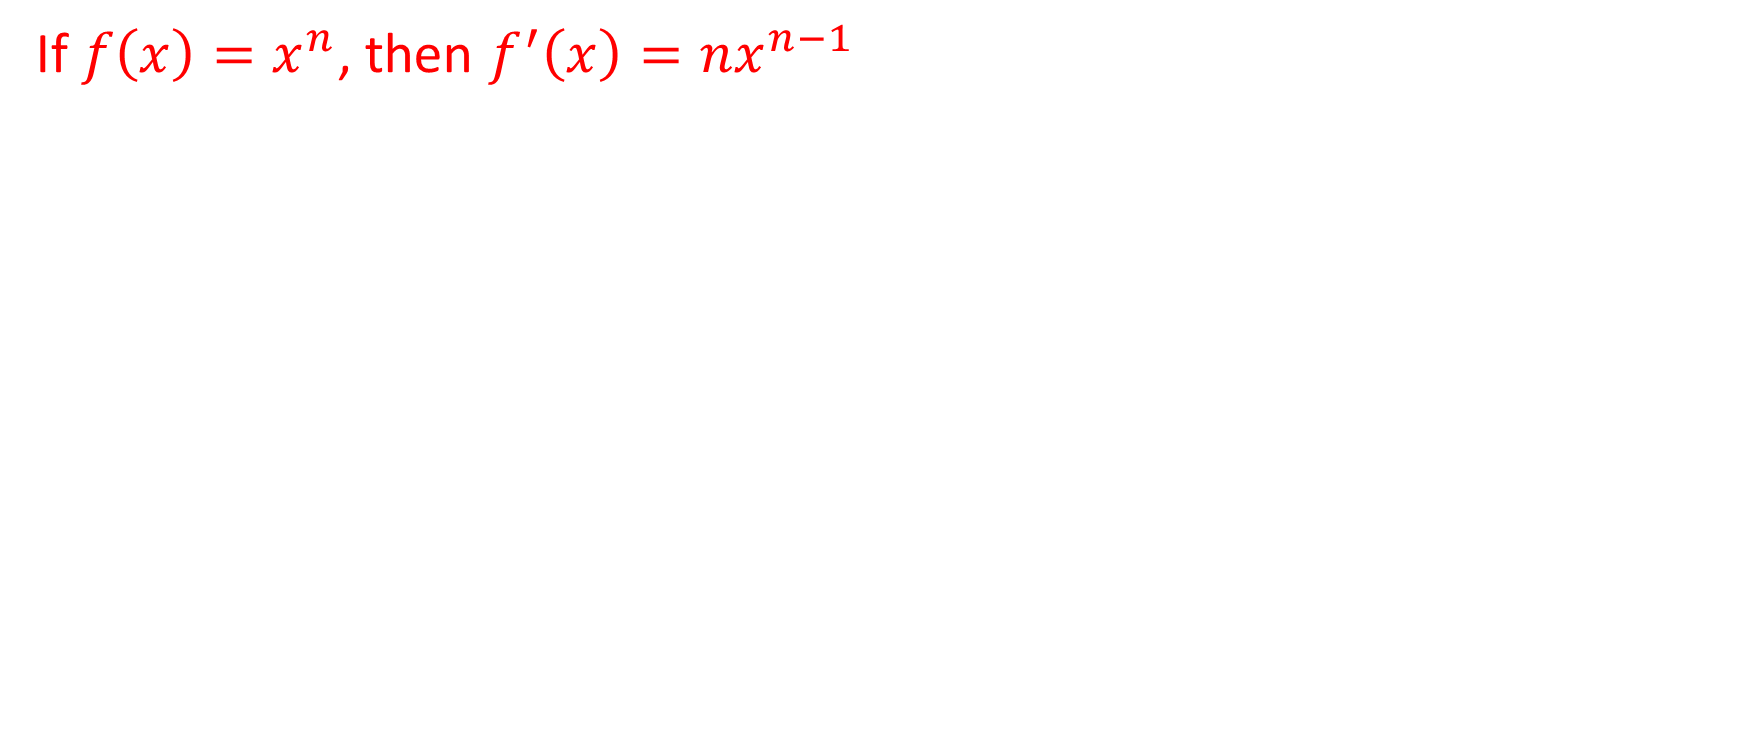 If f(x) = xⁿ, then f′(x) = nxⁿ⁻¹